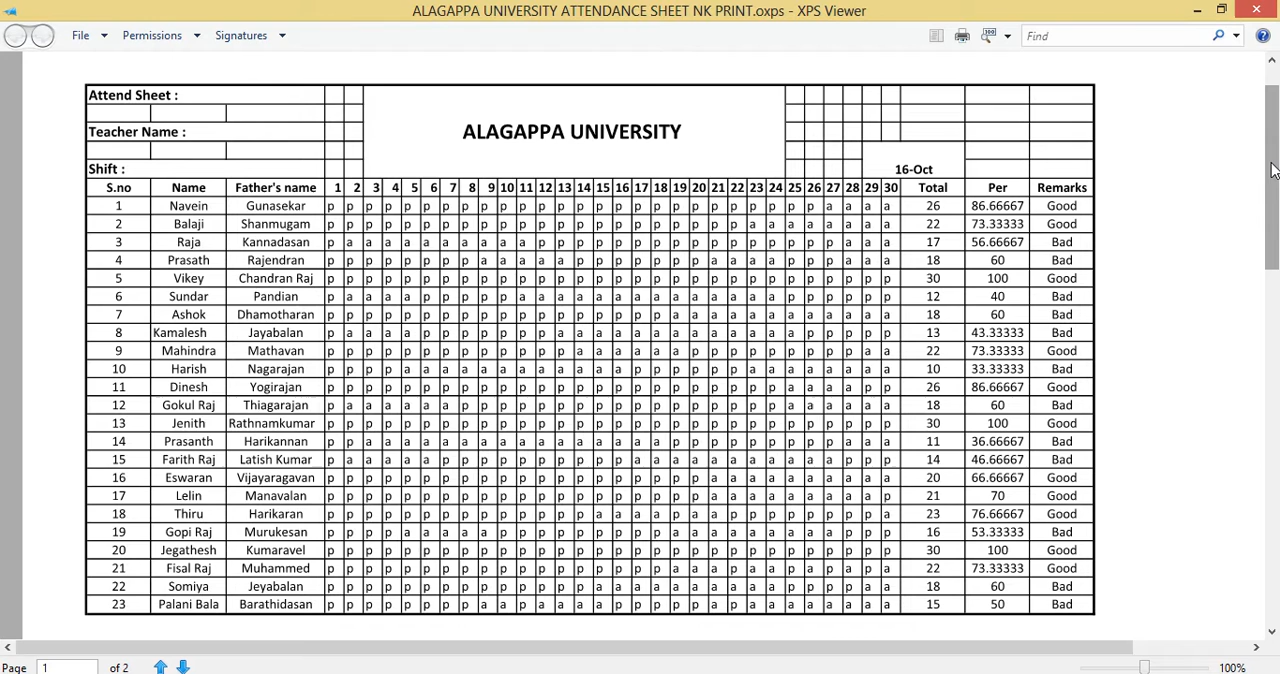 ALAGAPPA UNIVERSITY ATTENDANCE SHEET NK PRINT.oxps - XPS Viewer
File Permissions Signatures Find
Attend Sheet :
ALAGAPPA UNIVERSITY
Teacher Name :
Shift : 16-Oct
S.no Name Father's name 1 2 3 4 5 6 7 8 9 10 11 12 13 14 15 16 17 18 19 20 21 22 23 24 25 26 27 28 29 30 Total Per Remarks
1 Navein Gunasekar p p p p p p p p p p p p p p p p p p p p p p p p p p a a a a 26 86.66667 Good
2 Balaji Shanmugam p p p p p p p p p p p p p p p p p p p p p p a a a a a a a a 22 73.33333 Good
3 Raja Kannadasan p a a a a a a a a a a p p p p p p p p p p p p p p p p a a a 17 56.66667 Bad
4 Prasath Rajendran p p p p p p p p a a a a a a a a p p p p p p p p p p a a a a 18 60 Bad
5 Vikey Chandran Raj p p p p p p p p p p p p p p p p p p p p p p p p p p p p p p 30 100 Good
6 Sundar Pandian p a a a a p p p p p a a a a a a a a a a a a a a p p p p p p 12 40 Bad
7 Ashok Dhamotharan p p p p p p p p p p p p p p p p p p a a a a a a a a a a a a 18 60 Bad
8 Kamalesh Jayabalan p a a a a p p p p p p p a a a a a a a a a a a a a p p p p p 13 43.33333 Bad
9 Mahindra Mathavan p p p p p p p p p p p p p a a a a a a p p p p p p p p p a a 22 73.33333 Good
10 Harish Nagarajan p p p p a a a a a a a a a a a a p p p a a a a a a a a p p p 10 33.33333 Bad
11 Dinesh Yogirajan p p p p p p p p p p p p p p p p p p p p p p p p a a a a p p 26 86.66667 Good
12 Gokul Raj Thiagarajan p a a a a a a p p p p p p p p p p p p p p p p p a a a a a a 18 60 Bad
13 Jenith Rathnamkumar p p p p p p p p p p p p p p p p p p p p p p p p p p p p p p 30 100 Good
14 Prasanth Harikannan p p a a a a a a a a a a a a a a a a p p p p p p p p p a a a 11 36.66667 Bad
15 Farith Raj Latish Kumar p a a a a a p p p p p p p p p p a a a a a a a a a a a p p p 14 46.66667 Bad
16 Eswaran Vijayaragavan p p p p p p p p p p p p p p p p p p p p a a a a a a a a a a 20 66.66667 Good
17 Lelin Manavalan p p p p p p p p p p p p p p p p p p p p a a a a a a a a a p 21 70 Good
18 Thiru Harikaran p p p p p p p p p p p p p p p a a a p p p p p p p p a a a a 23 76.66667 Good
19 Gopi Raj Murukesan 16 53.33333 Bad
20 Jegathesh Kumaravel p p p p p p p p p p p p p p p p p p p p p p p p p p p p p p 30 100 Good
21 Fisal Raj Muhammed 22 73.33333 Good
22 Somiya Jeyabalan p p p p p p p p p p p p p p a a a a a a a a a a p p p p a a 18 60 Bad
23 Palani Bala Barathidasan 15 50 Bad
Page 1 of 2 100%